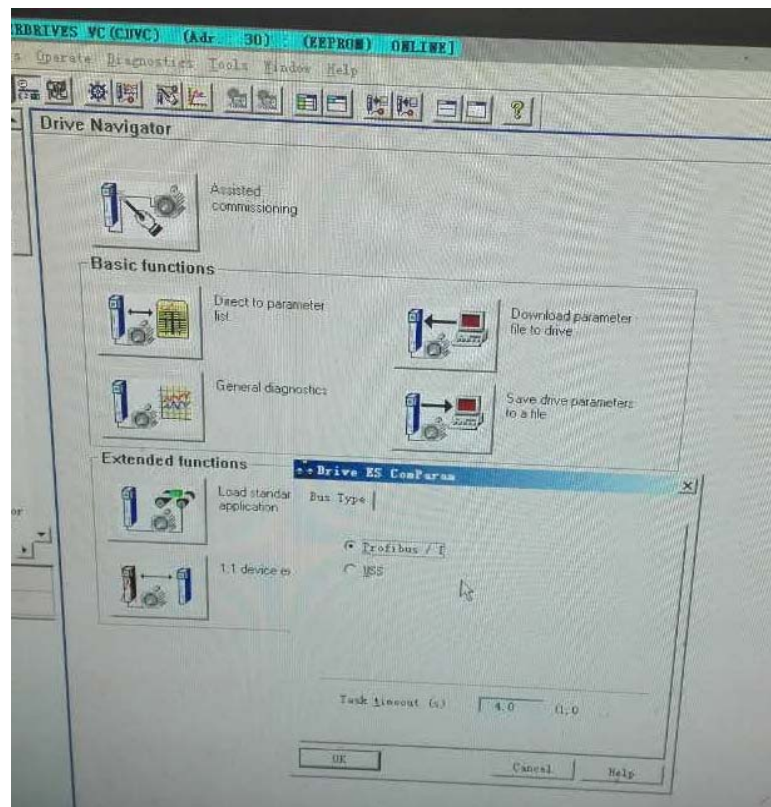 VC(CUVC) (Adr. 30) : (EEPROM) ONLINE]
Operate Diagnostics Tools Window Help
Drive Navigator
Assisted
commissioning
Basic functions
Direct to parameter
list
Download parameter
file to drive
General diagnostics
Save drive parameters
to a file
Extended functions
Drive ES ComParam
Load standar
application
Bus Type
Profibus /
USS
1:1 device e
Task timeout (s)
4.0
OK
Cancel
Help